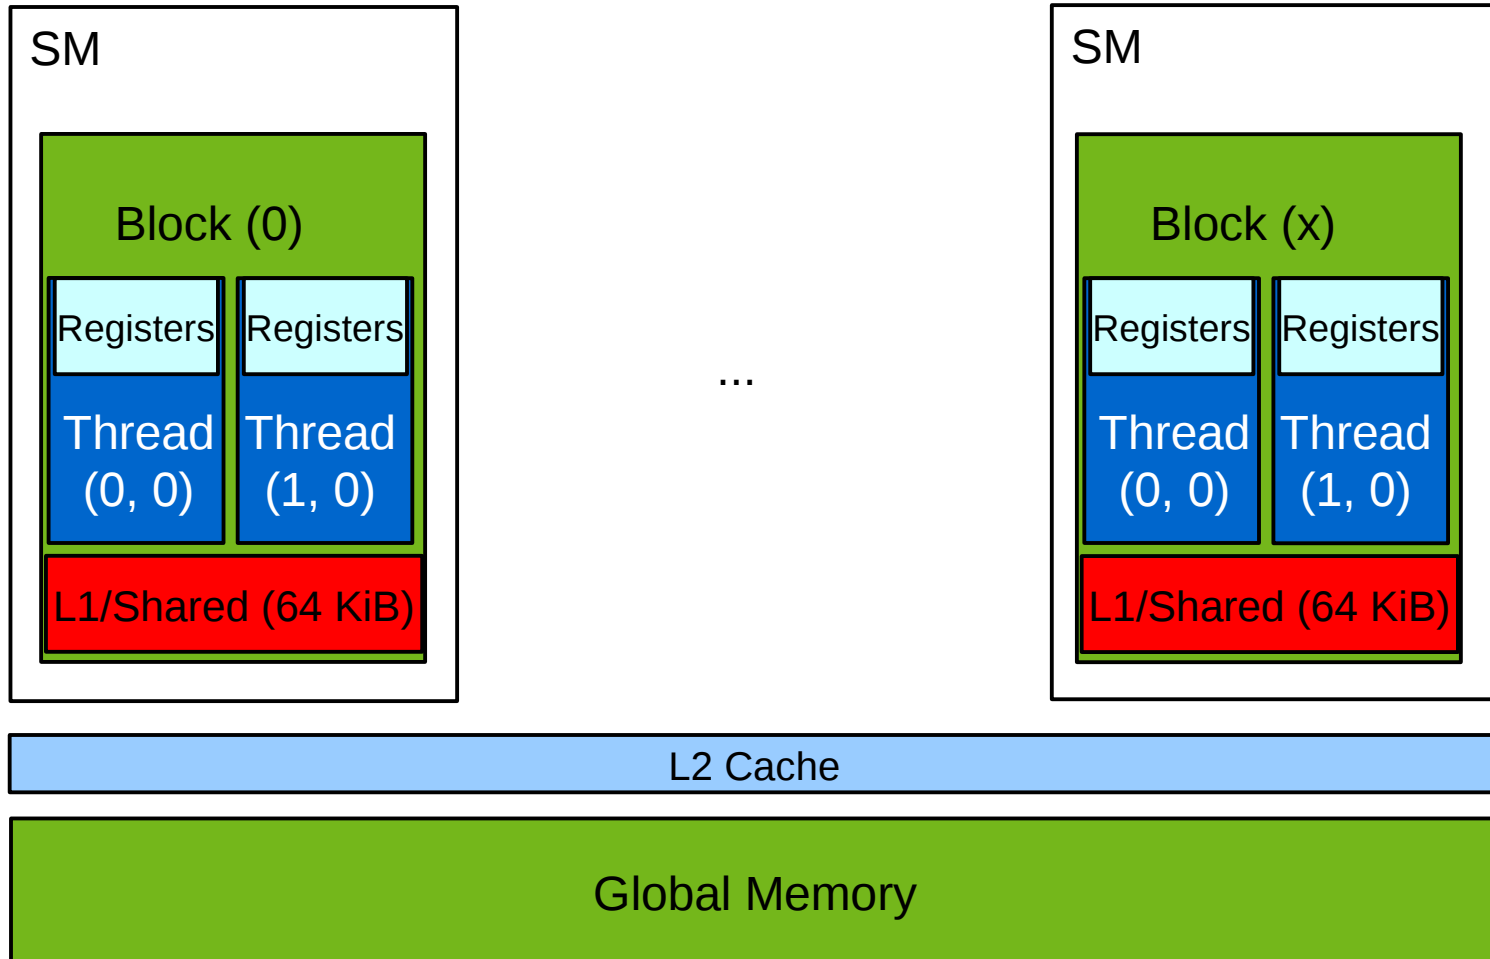 SM
Block (0)
Registers
Registers
Thread
(0, 0)
Thread
(1, 0)
L1/Shared (64 KiB)
...
SM
Block (x)
Registers
Registers
Thread
(0, 0)
Thread
(1, 0)
L1/Shared (64 KiB)
L2 Cache
Global Memory